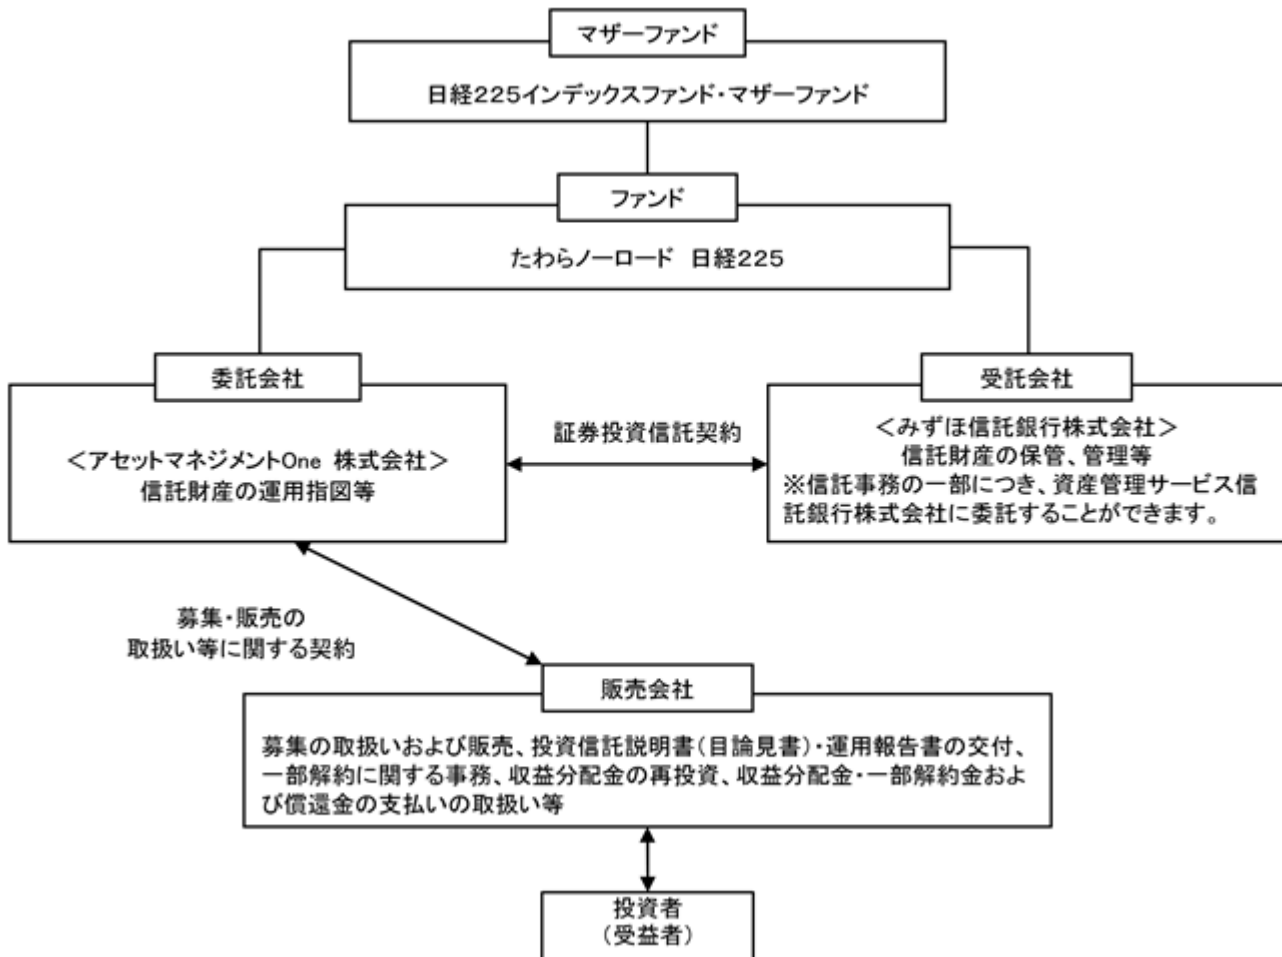 マザーファンド
日経225インデックスファンド・マザーファンド
ファンド
たわらノーロード 日経225
委託会社
＜アセットマネジメントOne 株式会社＞
信託財産の運用指図等
証券投資信託契約
受託会社
＜みずほ信託銀行株式会社＞
信託財産の保管、管理等
※信託事務の一部につき、資産管理サービス信
託銀行株式会社に委託することができます。
募集・販売の
取扱い等に関する契約
販売会社
募集の取扱いおよび販売、投資信託説明書（目論見書）・運用報告書の交付、
一部解約に関する事務、収益分配金の再投資、収益分配金・一部解約金およ
び償還金の支払いの取扱い等
投資者
（受益者）